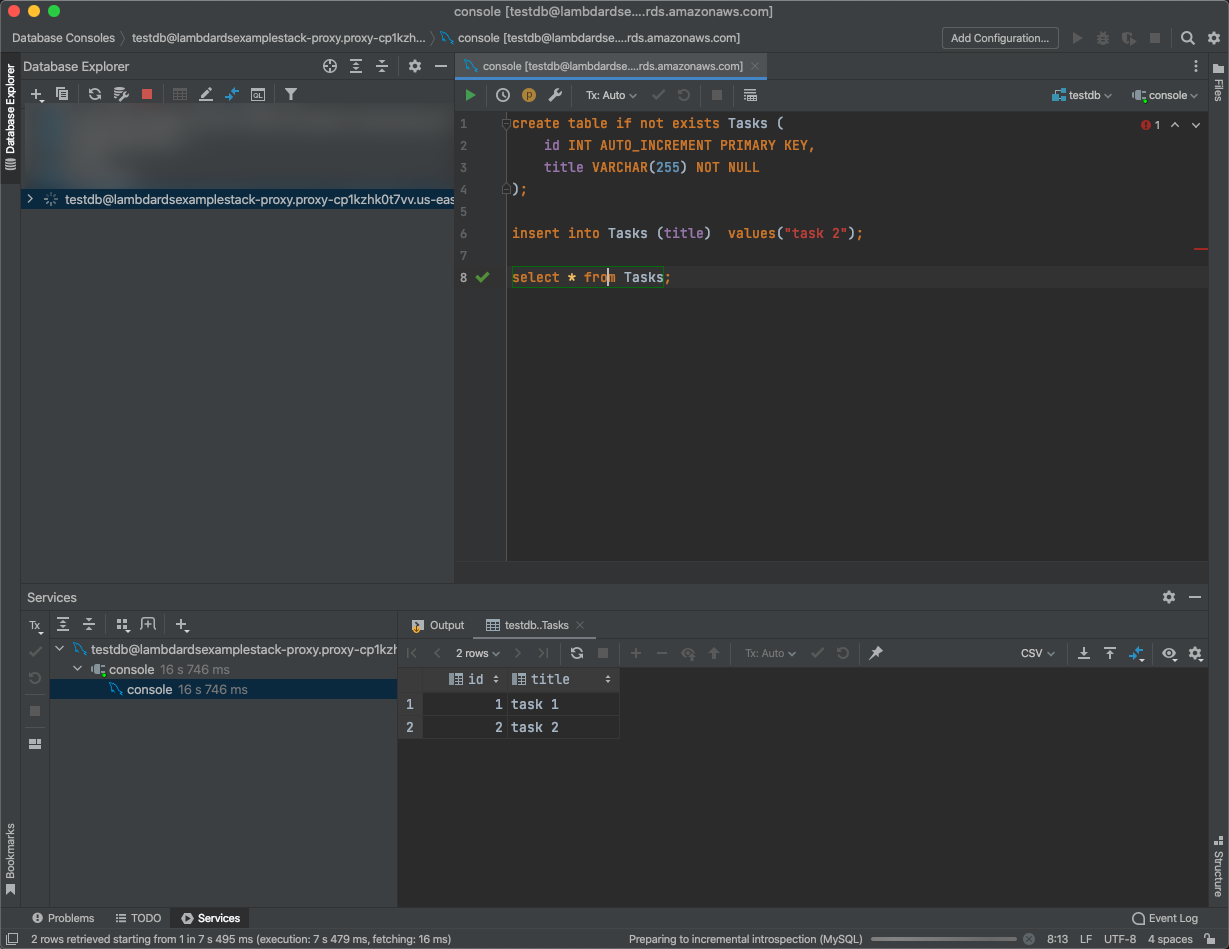 console [testdb@lambdardse....rds.amazonaws.com]
Database Consoles
testdb@lambdardsexamplestack-proxy.proxy-cp1kzh...
console [testdb@lambdardse....rds.amazonaws.com]
Add Configuration...
Database Explorer
Database Explorer
console [testdb@lambdardse....rds.amazonaws.com]
Files
Tx: Auto
testdb
console
testdb@lambdardsexamplestack-proxy.proxy-cp1kzhk0t7vv.us-eas
1 create table if not exists Tasks (
1
2 id INT AUTO_INCREMENT PRIMARY KEY,
3 title VARCHAR(255) NOT NULL
4 );
5
6 insert into Tasks (title)  values("task 2");
7
8 select * from Tasks;
Services
Tx
Output
testdb..Tasks
testdb@lambdardsexamplestack-proxy.proxy-cp1kzh
console 16 s 746 ms
console 16 s 746 ms
2 rows
Tx: Auto
CSV
id title
1 1 task 1
2 2 task 2
Bookmarks
Structure
Problems
TODO
Services
Event Log
2 rows retrieved starting from 1 in 7 s 495 ms (execution: 7 s 479 ms, fetching: 16 ms)
Preparing to incremental introspection (MySQL)
8:13
LF
UTF-8
4 spaces